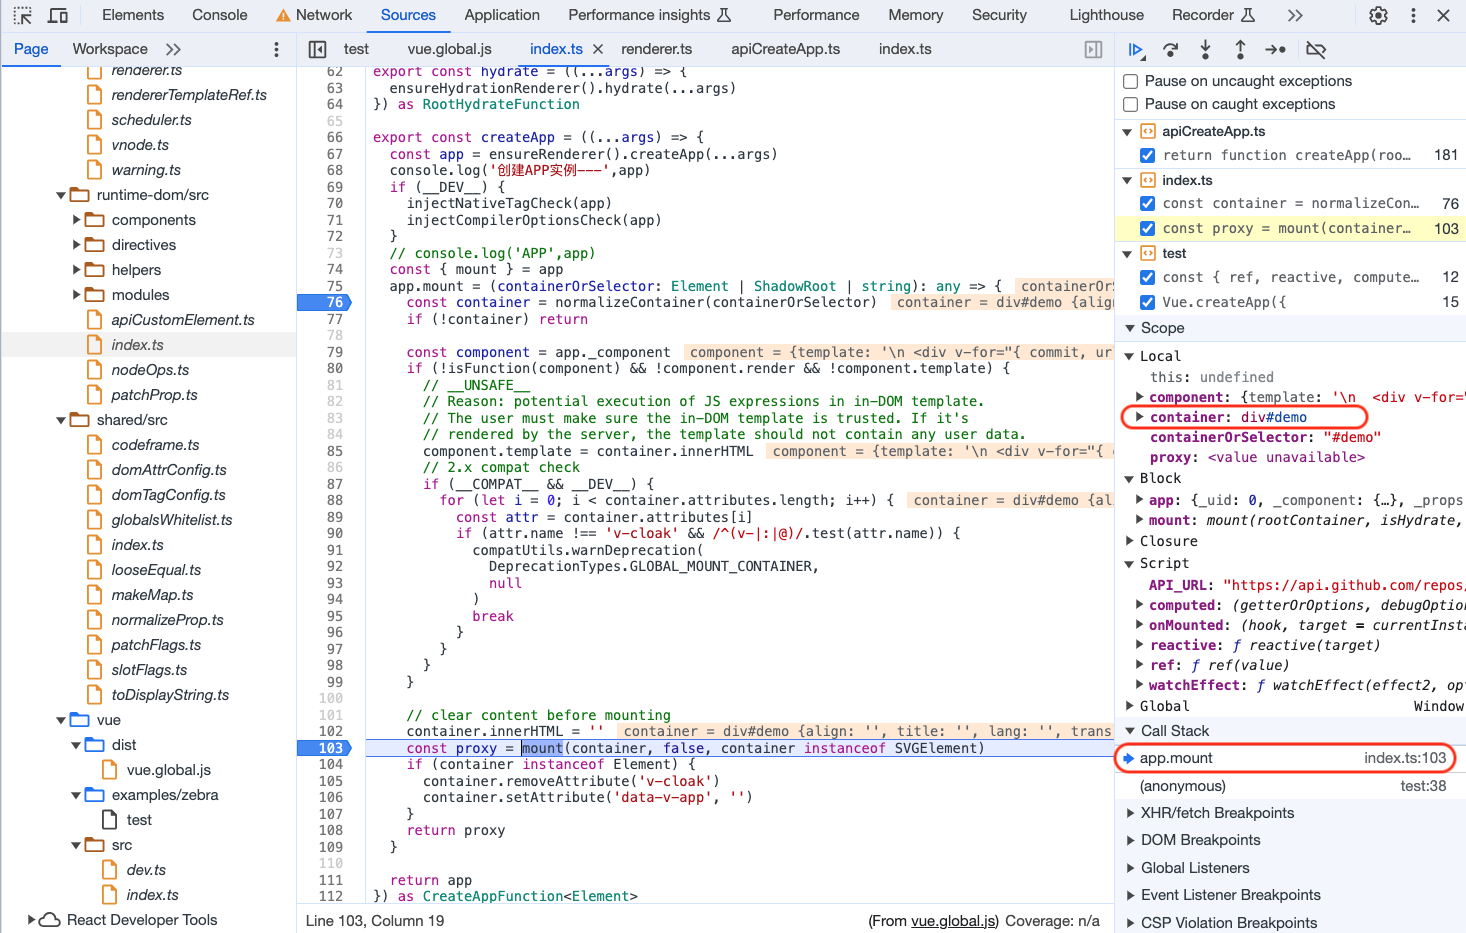 Elements Console Network Sources Application Performance insights Performance Memory Security Lighthouse Recorder
Page Workspace
renderer.ts
rendererTemplateRef.ts
scheduler.ts
vnode.ts
warning.ts
runtime-dom/src
components
directives
helpers
modules
apiCustomElement.ts
index.ts
nodeOps.ts
patchProp.ts
shared/src
codeframe.ts
domAttrConfig.ts
domTagConfig.ts
globalsWhitelist.ts
index.ts
looseEqual.ts
makeMap.ts
normalizeProp.ts
patchFlags.ts
slotFlags.ts
toDisplayString.ts
vue
dist
vue.global.js
examples/zebra
test
src
dev.ts
index.ts
React Developer Tools
test vue.global.js index.ts renderer.ts apiCreateApp.ts index.ts
62 export const hydrate = ((...args) => {
63 ensureHydrationRenderer().hydrate(...args)
64 }) as RootHydrateFunction
65
66 export const createApp = ((...args) => {
67 const app = ensureRenderer().createApp(...args)
68 console.log('创建APP实例---',app)
69 if (__DEV__) {
70 injectNativeTagCheck(app)
71 injectCompilerOptionsCheck(app)
72 }
73 // console.log('APP',app)
74 const { mount } = app
75 app.mount = (containerOrSelector: Element | ShadowRoot | string): any => { containerOrS
76 const container = normalizeContainer(containerOrSelector) container = div#demo {align
77 if (!container) return
78
79 const component = app._component component = {template: '\n <div v-for="{ commit, ur
80 if (!isFunction(component) && !component.render && !component.template) {
81 // __UNSAFE__
82 // Reason: potential execution of JS expressions in in-DOM template.
83 // The user must make sure the in-DOM template is trusted. If it's
84 // rendered by the server, the template should not contain any user data.
85 component.template = container.innerHTML component = {template: '\n <div v-for="{ c
86 // 2.x compat check
87 if (__COMPAT__ && __DEV__) {
88 for (let i = 0; i < container.attributes.length; i++) { container = div#demo {al
89 const attr = container.attributes[i]
90 if (attr.name !== 'v-cloak' && /^(v-|:|@)/.test(attr.name)) {
91 compatUtils.warnDeprecation(
92 DeprecationTypes.GLOBAL_MOUNT_CONTAINER,
93 null
94 )
95 break
96 }
97 }
98 }
99 }
100
101 // clear content before mounting
102 container.innerHTML = '' container = div#demo {align: '', title: '', lang: '', trans
103 const proxy = mount(container, false, container instanceof SVGElement)
104 if (container instanceof Element) {
105 container.removeAttribute('v-cloak')
106 container.setAttribute('data-v-app', '')
107 }
108 return proxy
109 }
110
111 return app
112 }) as CreateAppFunction<Element>
Line 103, Column 19 (From vue.global.js) Coverage: n/a
Pause on uncaught exceptions
Pause on caught exceptions
apiCreateApp.ts
return function createApp(roo… 181
index.ts
const container = normalizeCon… 76
const proxy = mount(container… 103
test
const { ref, reactive, compute… 12
Vue.createApp({ 15
Scope
Local
this: undefined
component: {template: '\n <div v-for="
container: div#demo
containerOrSelector: "#demo"
proxy: <value unavailable>
Block
app: {_uid: 0, _component: {…}, _props
mount: mount(rootContainer, isHydrate,
Closure
Script
API_URL: "https://api.github.com/repos/
computed: (getterOrOptions, debugOptio
onMounted: (hook, target = currentInsta
reactive: ƒ reactive(target)
ref: ƒ ref(value)
watchEffect: ƒ watchEffect(effect2, op
Global Window
Call Stack
app.mount index.ts:103
(anonymous) test:38
XHR/fetch Breakpoints
DOM Breakpoints
Global Listeners
Event Listener Breakpoints
CSP Violation Breakpoints